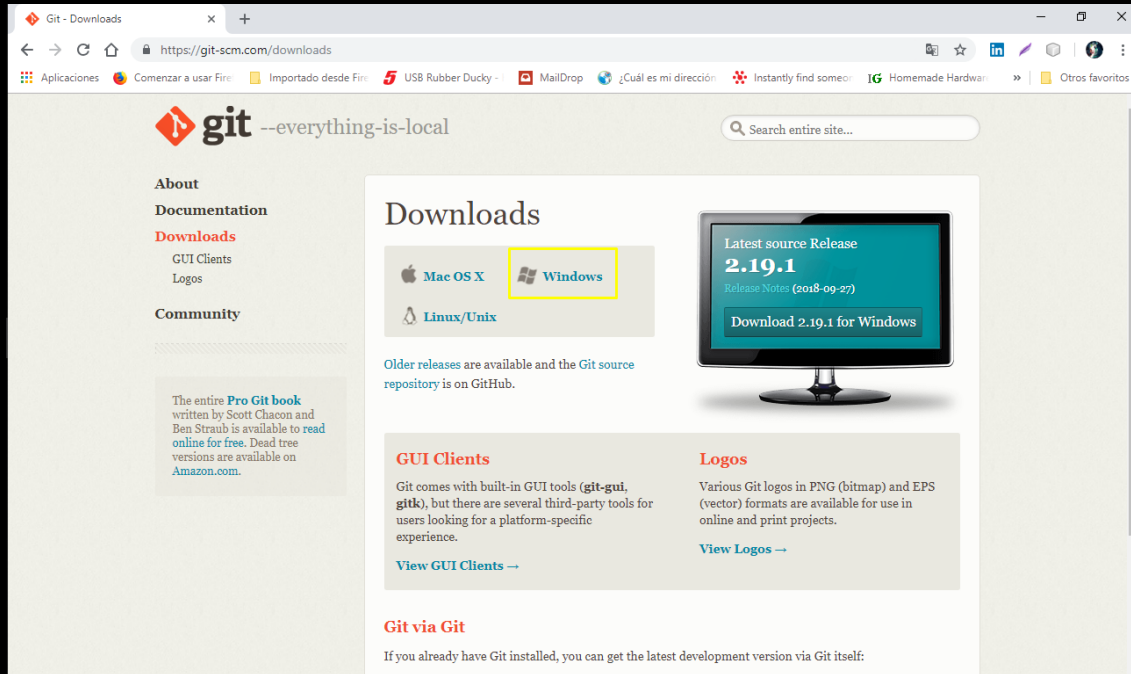 Git - Downloads
https://git-scm.com/downloads
Aplicaciones
Comenzar a usar Fire
Importado desde Fire
USB Rubber Ducky -
MailDrop
¿Cuál es mi dirección
Instantly find someon
IG Homemade Hardwar
»
Otros favoritos
git --everything-is-local
Search entire site...
About
Documentation
Downloads
GUI Clients
Logos
Community
The entire Pro Git book
written by Scott Chacon and
Ben Straub is available to read
online for free. Dead tree
versions are available on
Amazon.com.
Downloads
Mac OS X
Windows
Linux/Unix
Older releases are available and the Git source
repository is on GitHub.
Latest source Release
2.19.1
Release Notes (2018-09-27)
Download 2.19.1 for Windows
GUI Clients
Git comes with built-in GUI tools (git-gui,
gitk), but there are several third-party tools for
users looking for a platform-specific
experience.
View GUI Clients →
Logos
Various Git logos in PNG (bitmap) and EPS
(vector) formats are available for use in
online and print projects.
View Logos →
Git via Git
If you already have Git installed, you can get the latest development version via Git itself: